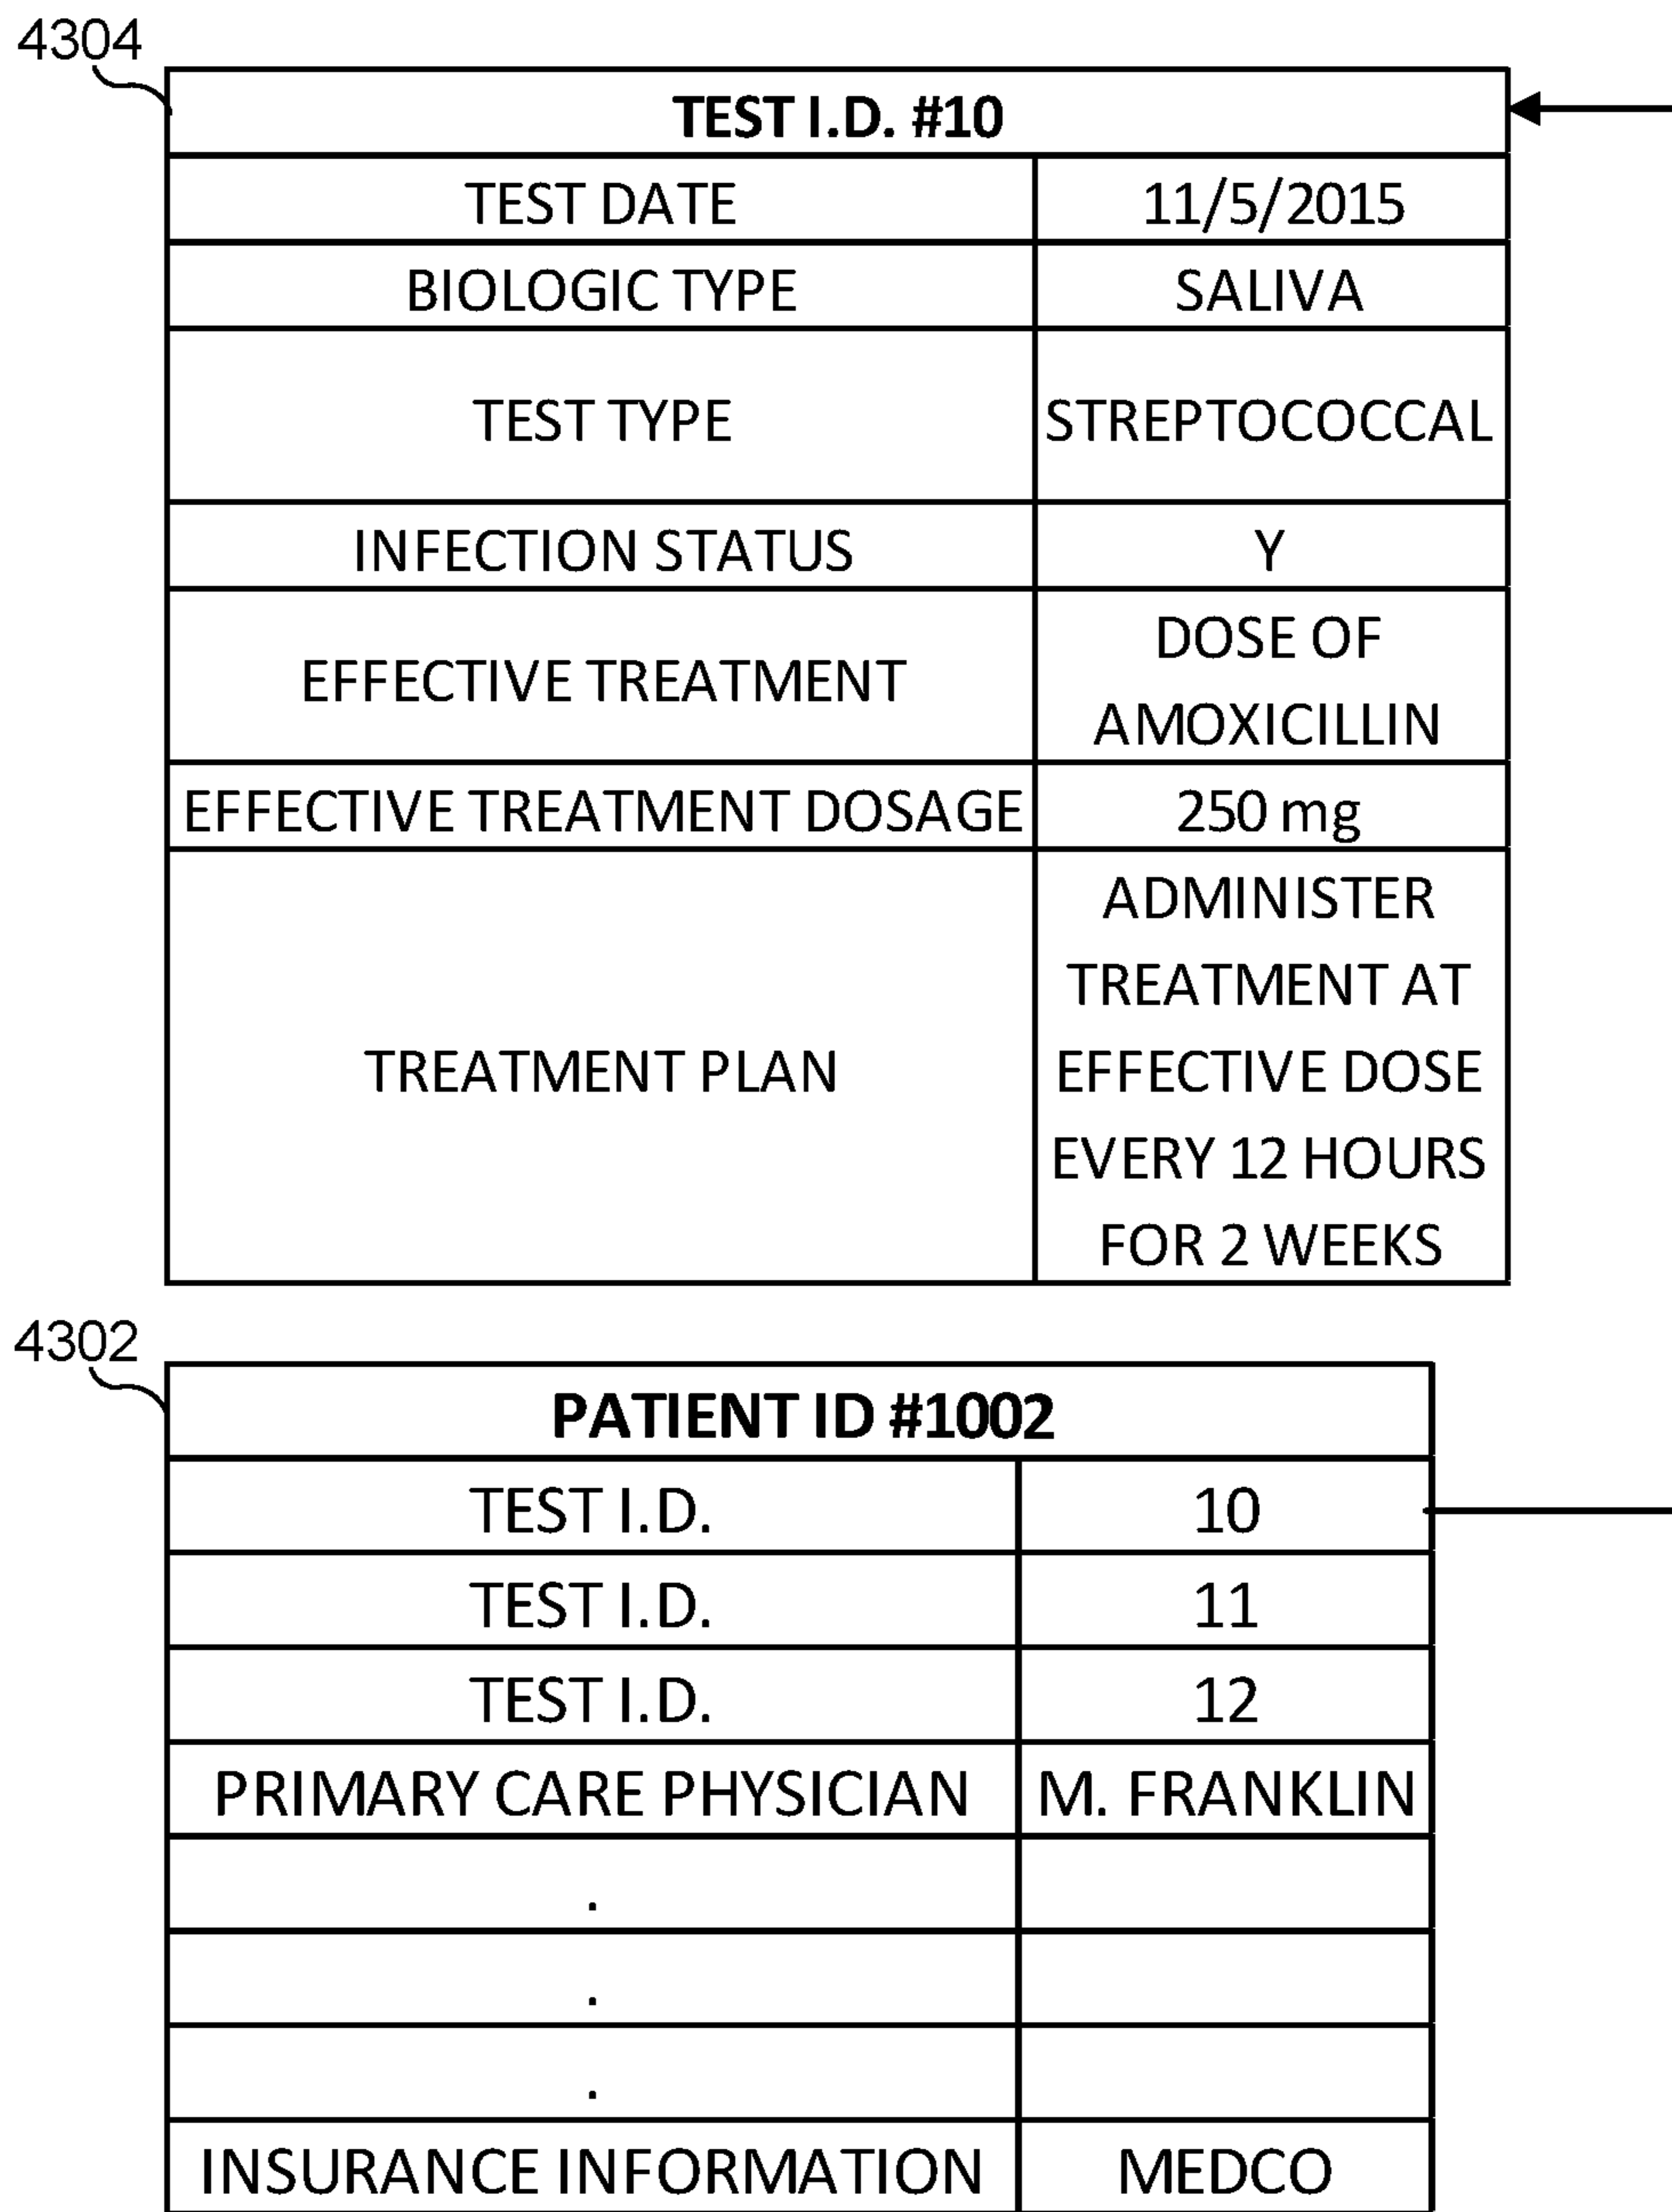 4304
TEST I.D. #10
TEST DATE 11/5/2015
BIOLOGIC TYPE SALIVA
TEST TYPE STREPTOCOCCAL
INFECTION STATUS Y
EFFECTIVE TREATMENT DOSE OF
AMOXICILLIN
EFFECTIVE TREATMENT DOSAGE 250 mg
TREATMENT PLAN ADMINISTER
TREATMENT AT
EFFECTIVE DOSE
EVERY 12 HOURS
FOR 2 WEEKS
4302
PATIENT ID #1002
TEST I.D. 10
TEST I.D. 11
TEST I.D. 12
PRIMARY CARE PHYSICIAN M. FRANKLIN
.
.
.
INSURANCE INFORMATION MEDCO